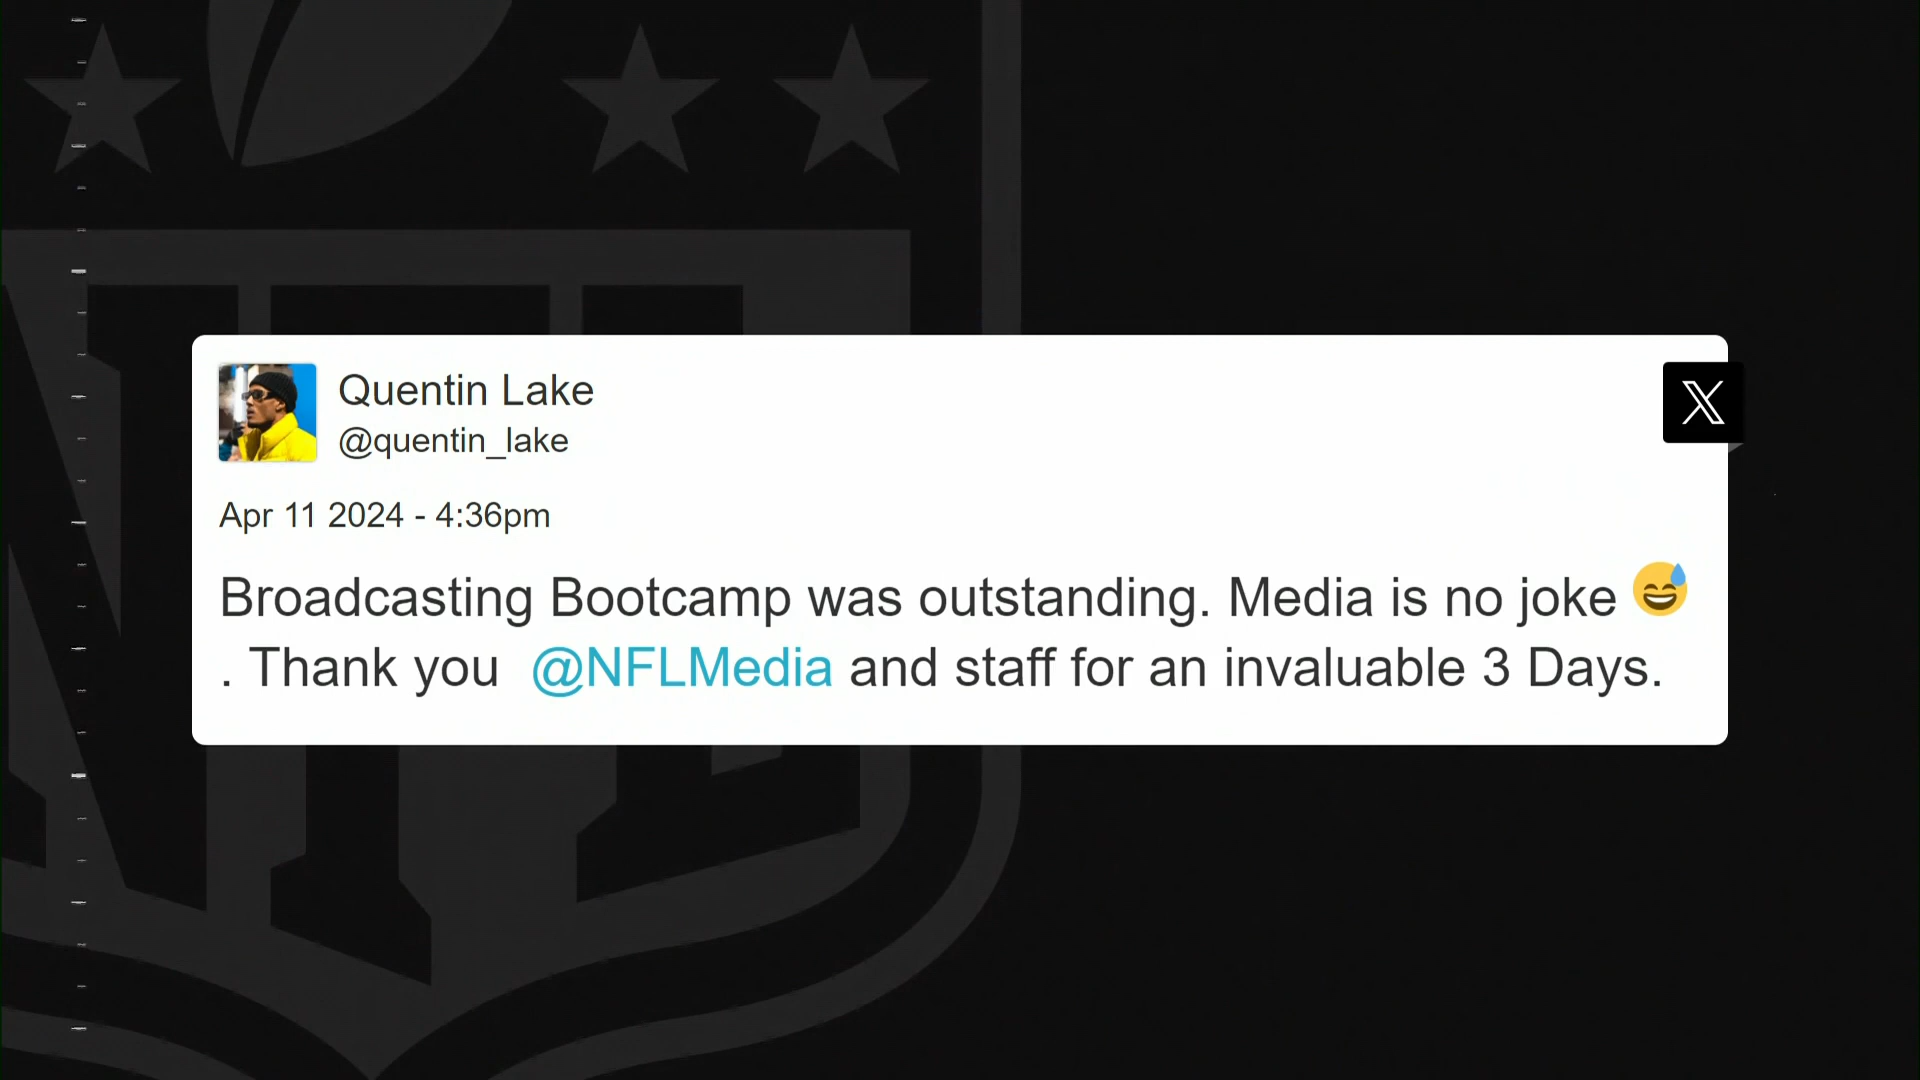 Quentin Lake
@quentin_lake
Apr 11 2024 - 4:36pm
Broadcasting Bootcamp was outstanding. Media is no joke 😅
. Thank you @NFLMedia and staff for an invaluable 3 Days.